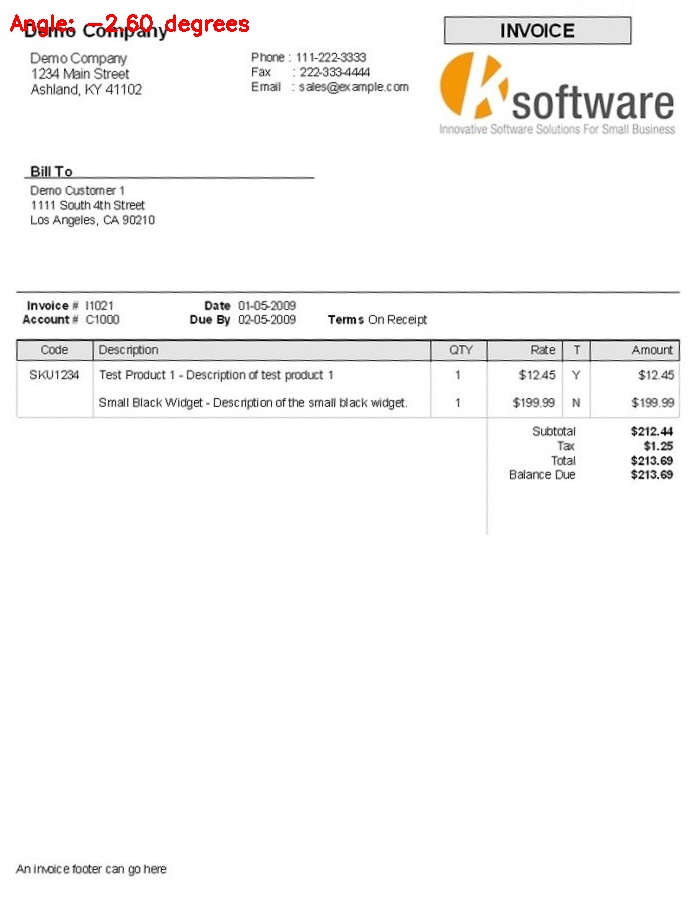 Angle: -2.60 degrees
Demo Company
INVOICE
Demo Company
1234 Main Street
Ashland, KY 41102
Phone : 111-222-3333
Fax : 222-333-4444
Email : sales@example.com
Ksoftware
Innovative Software Solutions For Small Business
Bill To
Demo Customer 1
1111 South 4th Street
Los Angeles, CA 90210
Invoice # I1021 Date 01-05-2009
Account # C1000 Due By 02-05-2009 Terms On Receipt
Code Description QTY Rate T Amount
SKU1234 Test Product 1 - Description of test product 1 1 $12.45 Y $12.45
Small Black Widget - Description of the small black widget. 1 $199.99 N $199.99
Subtotal $212.44
Tax $1.25
Total $213.69
Balance Due $213.69
An invoice footer can go here